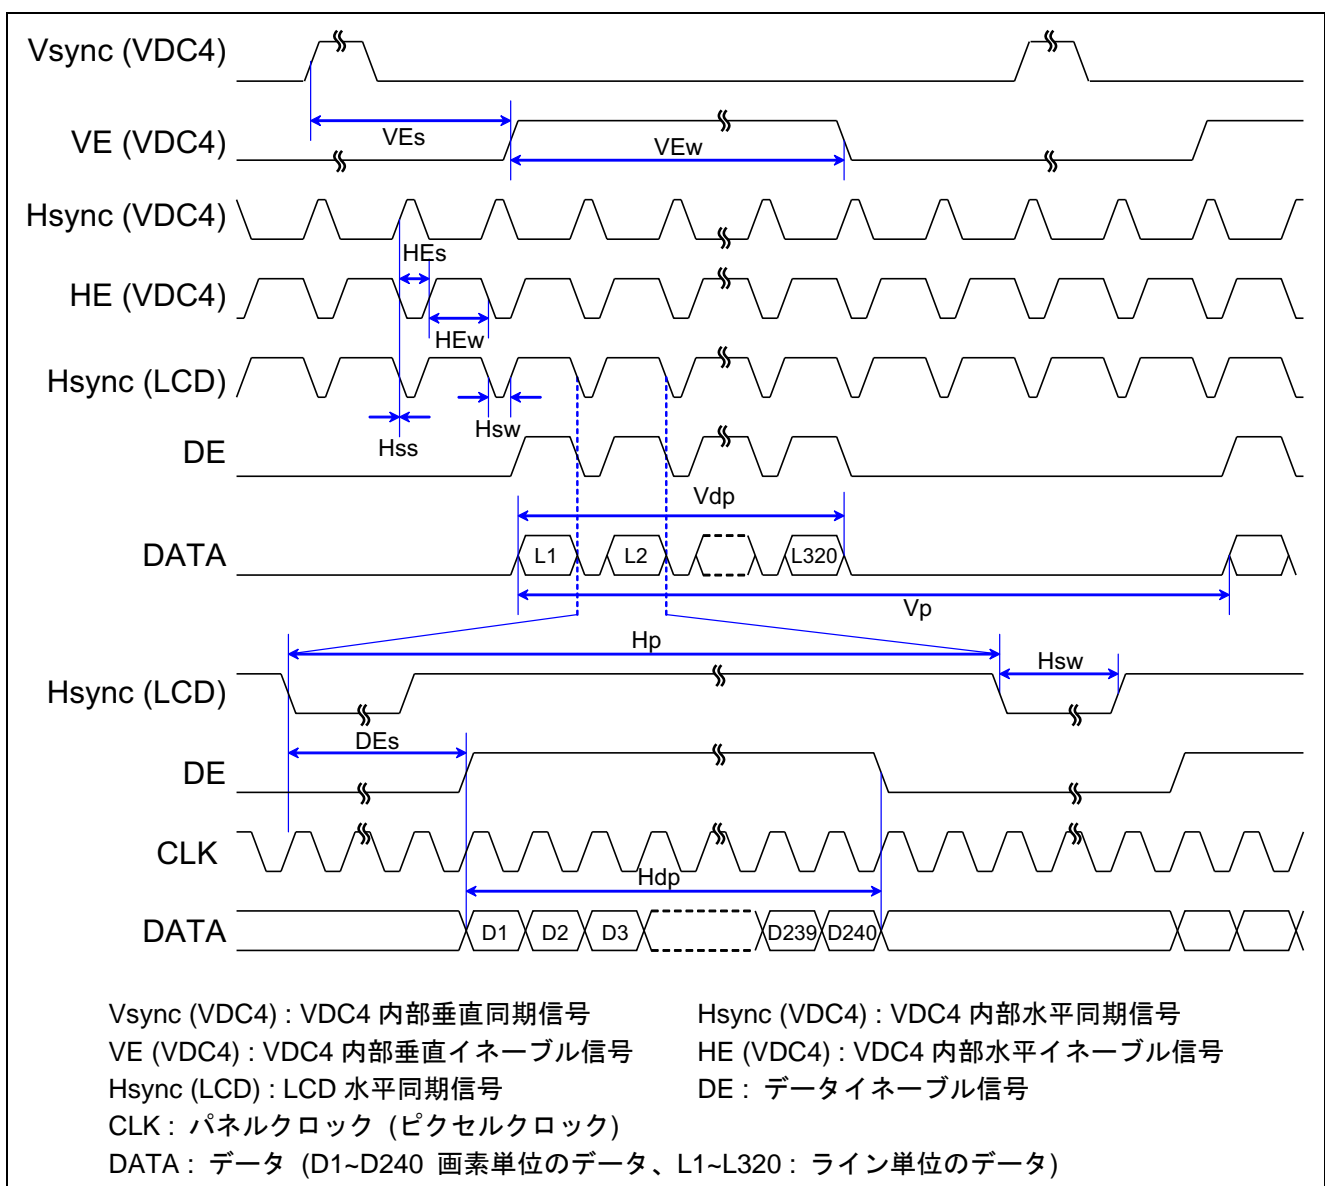 Vsync (VDC4)
VEs
VE (VDC4)
VEw
Hsync (VDC4)
HEs
HE (VDC4)
HEw
Hsync (LCD)
Hss
Hsw
DE
Vdp
DATA
L1
L2
L320
Vp
Hp
Hsw
Hsync (LCD)
DEs
DE
CLK
Hdp
DATA
D1
D2
D3
D239
D240
Vsync (VDC4) : VDC4 内部垂直同期信号
Hsync (VDC4) : VDC4 内部水平同期信号
VE (VDC4) : VDC4 内部垂直イネーブル信号
HE (VDC4) : VDC4 内部水平イネーブル信号
Hsync (LCD) : LCD 水平同期信号
DE : データイネーブル信号
CLK : パネルクロック (ピクセルクロック)
DATA : データ (D1~D240 画素単位のデータ、L1~L320 : ライン単位のデータ)